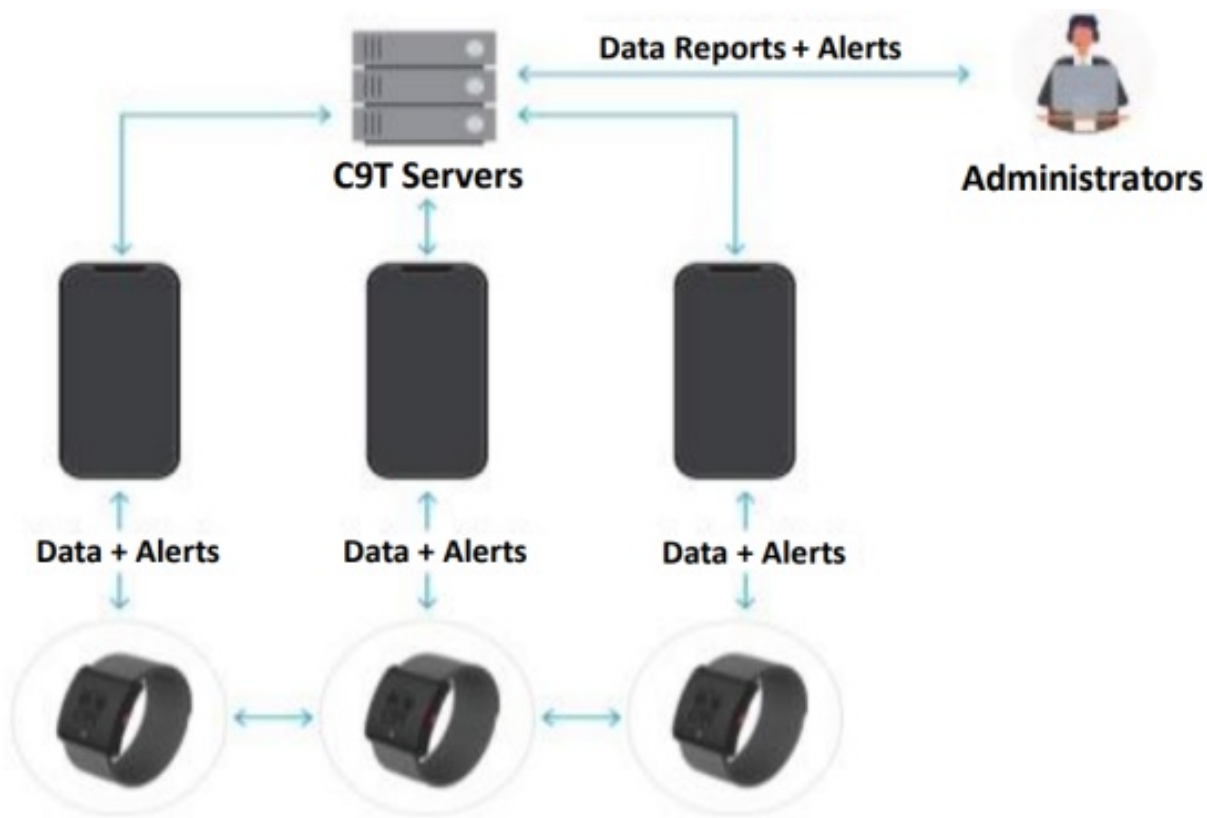 Data Reports + Alerts
C9T Servers
Administrators
Data + Alerts
Data + Alerts
Data + Alerts